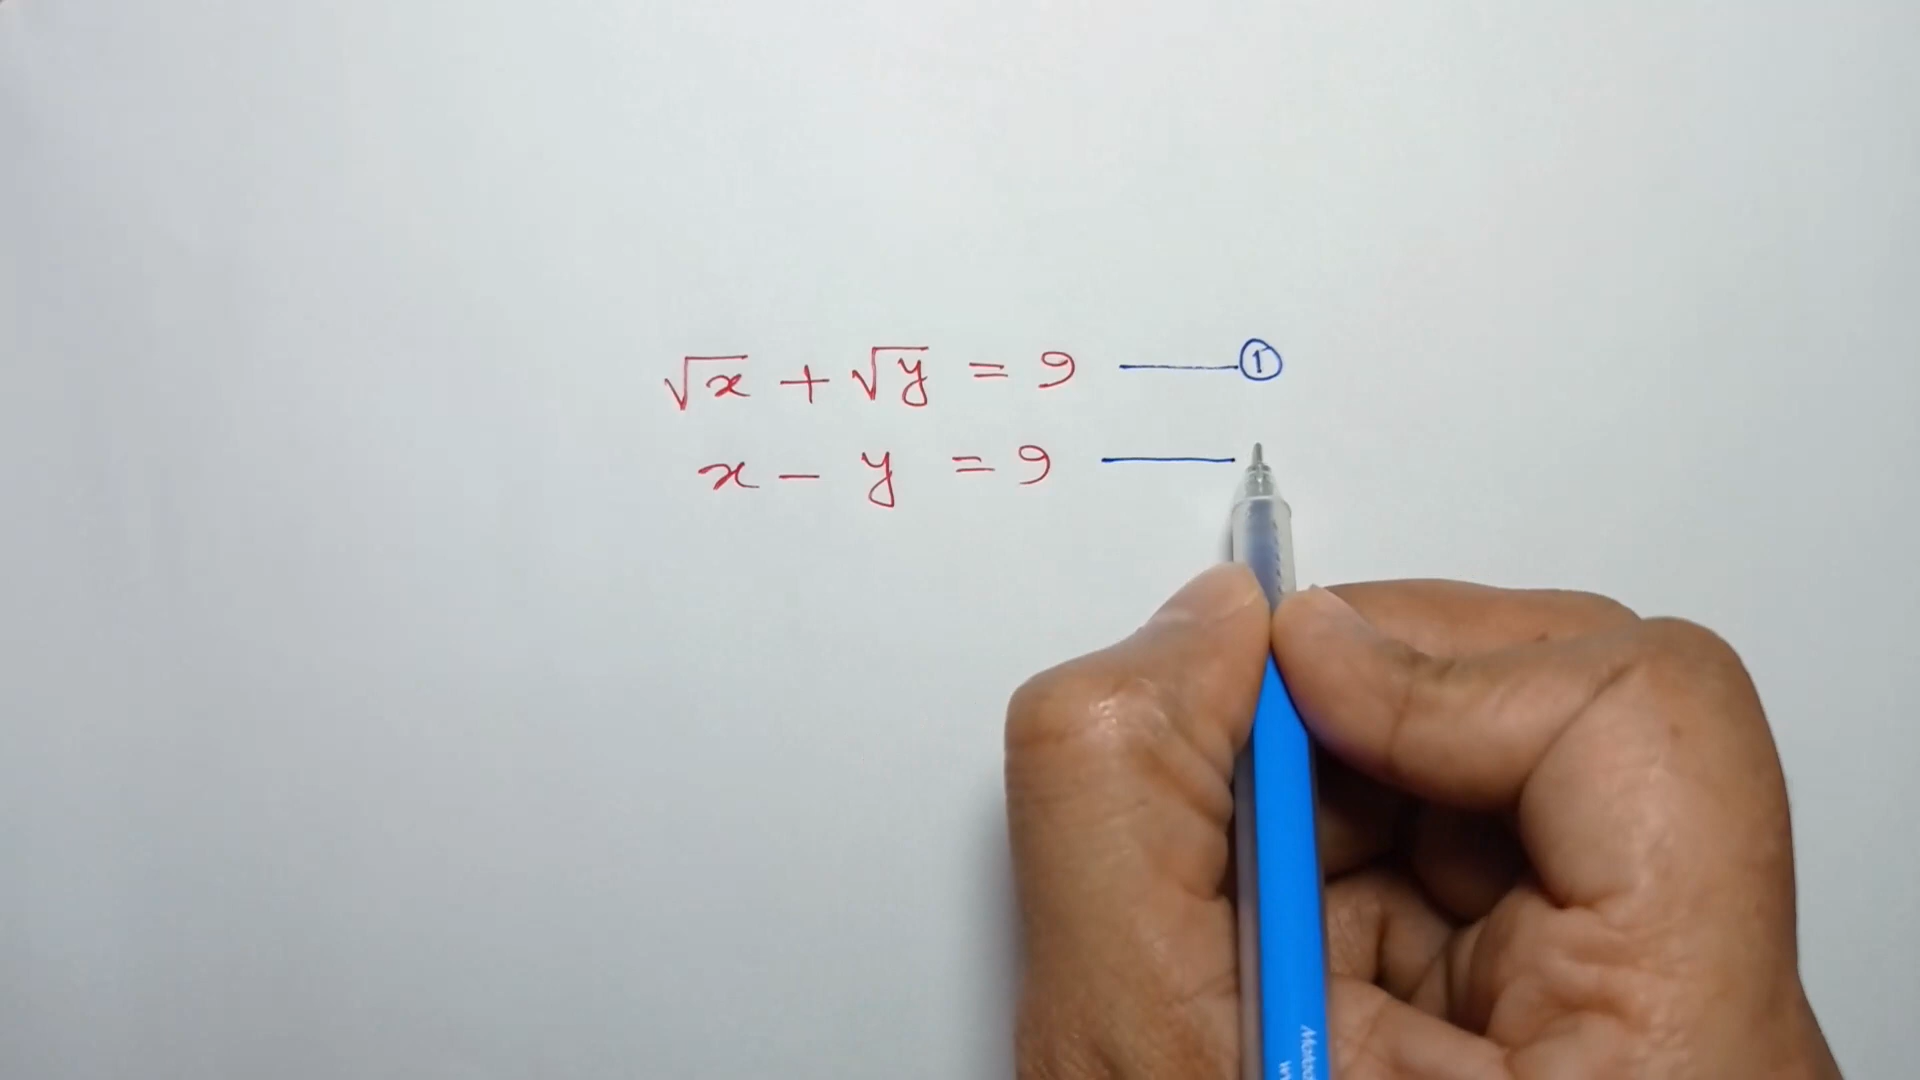 √x + √y = 9 ——— ①
x - y = 9 ———